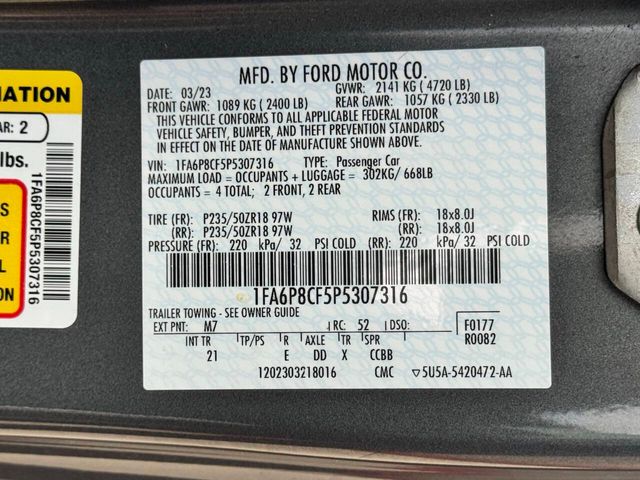 MFD. BY FORD MOTOR CO.
03/23 GVWR: 2141 KG ( 4720 LB)
FRONT GAWR: 1089 KG ( 2400 LB) REAR GAWR: 1057 KG ( 2330 LB)
THIS VEHICLE CONFORMS TO ALL APPLICABLE FEDERAL MOTOR
VEHICLE SAFETY, BUMPER, AND THEFT PREVENTION STANDARDS
IN EFFECT ON THE DATE OF MANUFACTURE SHOWN ABOVE.
VIN: 1FA6P8CF5P5307316 TYPE: Passenger Car
MAXIMUM LOAD = OCCUPANTS + LUGGAGE = 302KG/ 668LB
OCCUPANTS = 4 TOTAL; 2 FRONT, 2 REAR
TIRE (FR): P235/50ZR18 97W RIMS (FR): 18x8.0J
(RR): P235/50ZR18 97W (RR): 18x8.0J
PRESSURE (FR): 220 kPa/ 32 PSI COLD (RR): 220 kPa/ 32 PSI COLD
1FA6P8CF5P5307316
TRAILER TOWING - SEE OWNER GUIDE
EXT PNT: M7 RC: 52 DSO: F0177
INT TR TP/PS R AXLE TR SPR R0082
21 E DD X CCBB
1202303218016 CMC ▽5U5A-5420472-AA
MATION
AR: 2
lbs.
S
R
S
1FA6P8CF5P5307316